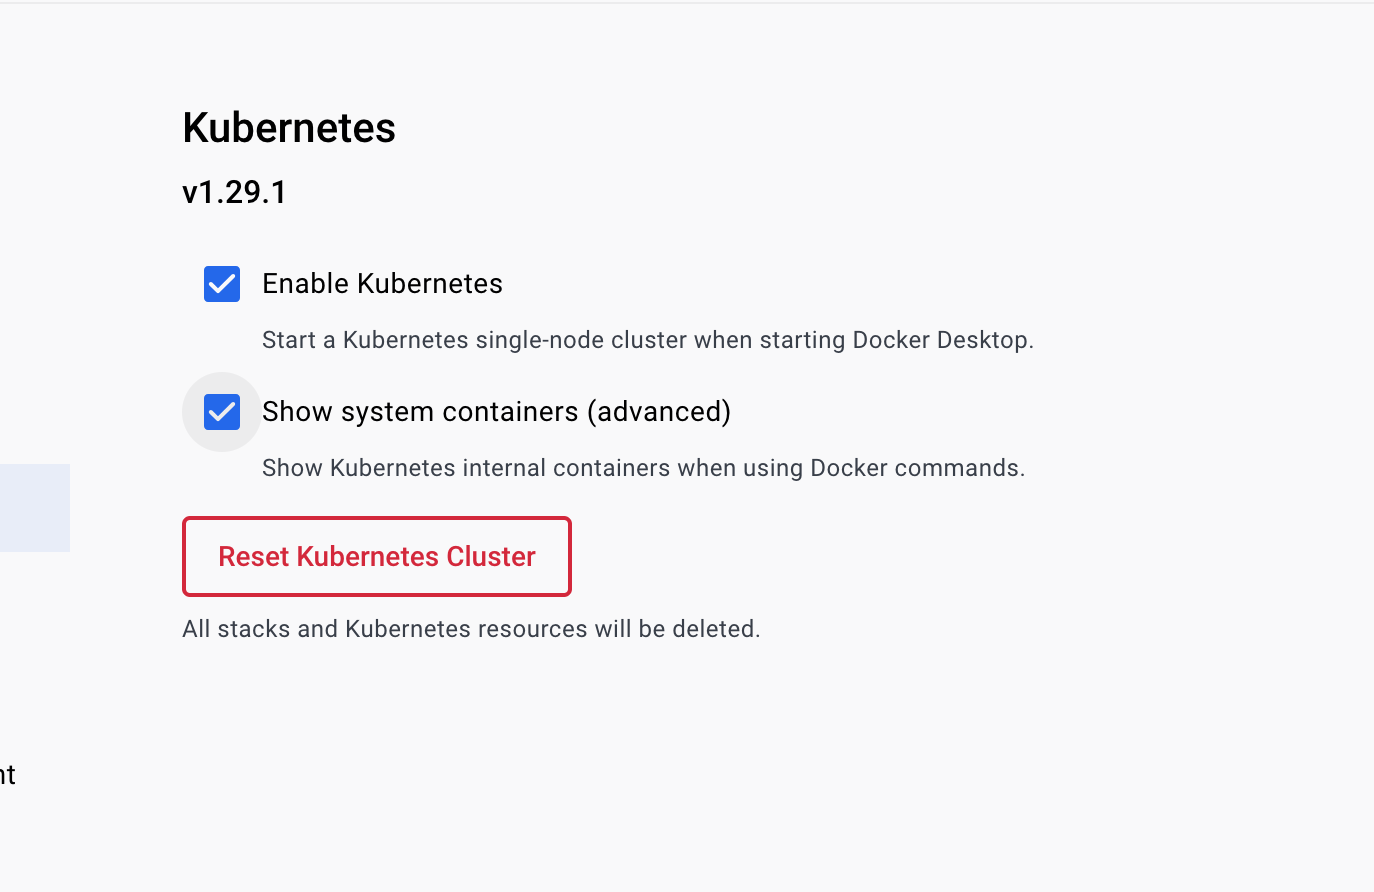 Kubernetes
v1.29.1
Enable Kubernetes
Start a Kubernetes single-node cluster when starting Docker Desktop.
Show system containers (advanced)
Show Kubernetes internal containers when using Docker commands.
Reset Kubernetes Cluster
All stacks and Kubernetes resources will be deleted.